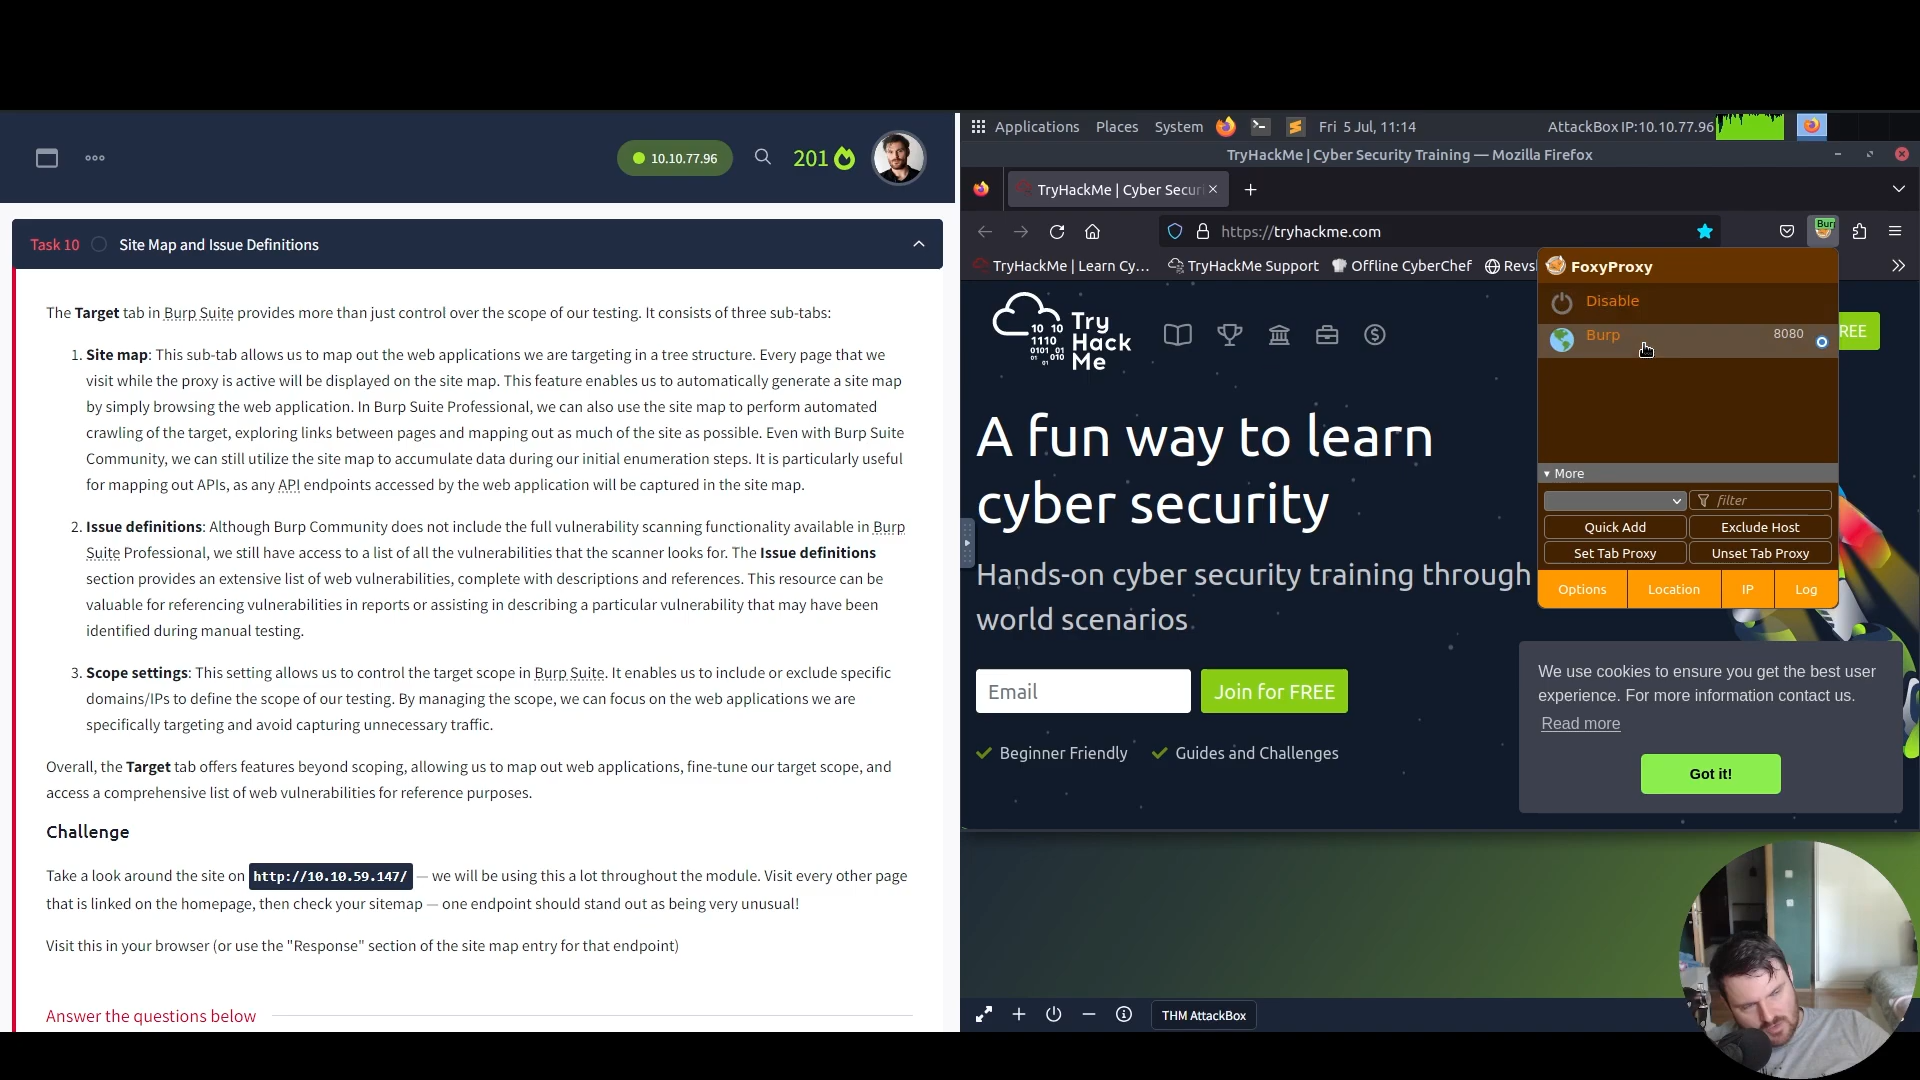 10.10.77.96
201
Task 10
Site Map and Issue Definitions
The Target tab in Burp Suite provides more than just control over the scope of our testing. It consists of three sub-tabs:
1. Site map: This sub-tab allows us to map out the web applications we are targeting in a tree structure. Every page that we
visit while the proxy is active will be displayed on the site map. This feature enables us to automatically generate a site map
by simply browsing the web application. In Burp Suite Professional, we can also use the site map to perform automated
crawling of the target, exploring links between pages and mapping out as much of the site as possible. Even with Burp Suite
Community, we can still utilize the site map to accumulate data during our initial enumeration steps. It is particularly useful
for mapping out APIs, as any API endpoints accessed by the web application will be captured in the site map.
2. Issue definitions: Although Burp Community does not include the full vulnerability scanning functionality available in Burp
Suite Professional, we still have access to a list of all the vulnerabilities that the scanner looks for. The Issue definitions
section provides an extensive list of web vulnerabilities, complete with descriptions and references. This resource can be
valuable for referencing vulnerabilities in reports or assisting in describing a particular vulnerability that may have been
identified during manual testing.
3. Scope settings: This setting allows us to control the target scope in Burp Suite. It enables us to include or exclude specific
domains/IPs to define the scope of our testing. By managing the scope, we can focus on the web applications we are
specifically targeting and avoid capturing unnecessary traffic.
Overall, the Target tab offers features beyond scoping, allowing us to map out web applications, fine-tune our target scope, and
access a comprehensive list of web vulnerabilities for reference purposes.
Challenge
Take a look around the site on http://10.10.59.147/ — we will be using this a lot throughout the module. Visit every other page
that is linked on the homepage, then check your sitemap — one endpoint should stand out as being very unusual!
Visit this in your browser (or use the "Response" section of the site map entry for that endpoint)
Answer the questions below
Applications Places System Fri 5 Jul, 11:14 AttackBox IP:10.10.77.96
TryHackMe | Cyber Security Training — Mozilla Firefox
TryHackMe | Cyber Securi
https://tryhackme.com
Burp
TryHackMe | Learn Cy... TryHackMe Support Offline CyberChef Revs
FoxyProxy
Disable
Burp 8080
More
filter
Quick Add Exclude Host
Set Tab Proxy Unset Tab Proxy
Options Location IP Log
Try
Hack
Me
10 10
1110
0101 01
01 010
REE
A fun way to learn
cyber security
Hands-on cyber security training through
world scenarios.
Email
Join for FREE
Beginner Friendly Guides and Challenges
We use cookies to ensure you get the best user
experience. For more information contact us.
Read more
Got it!
THM AttackBox